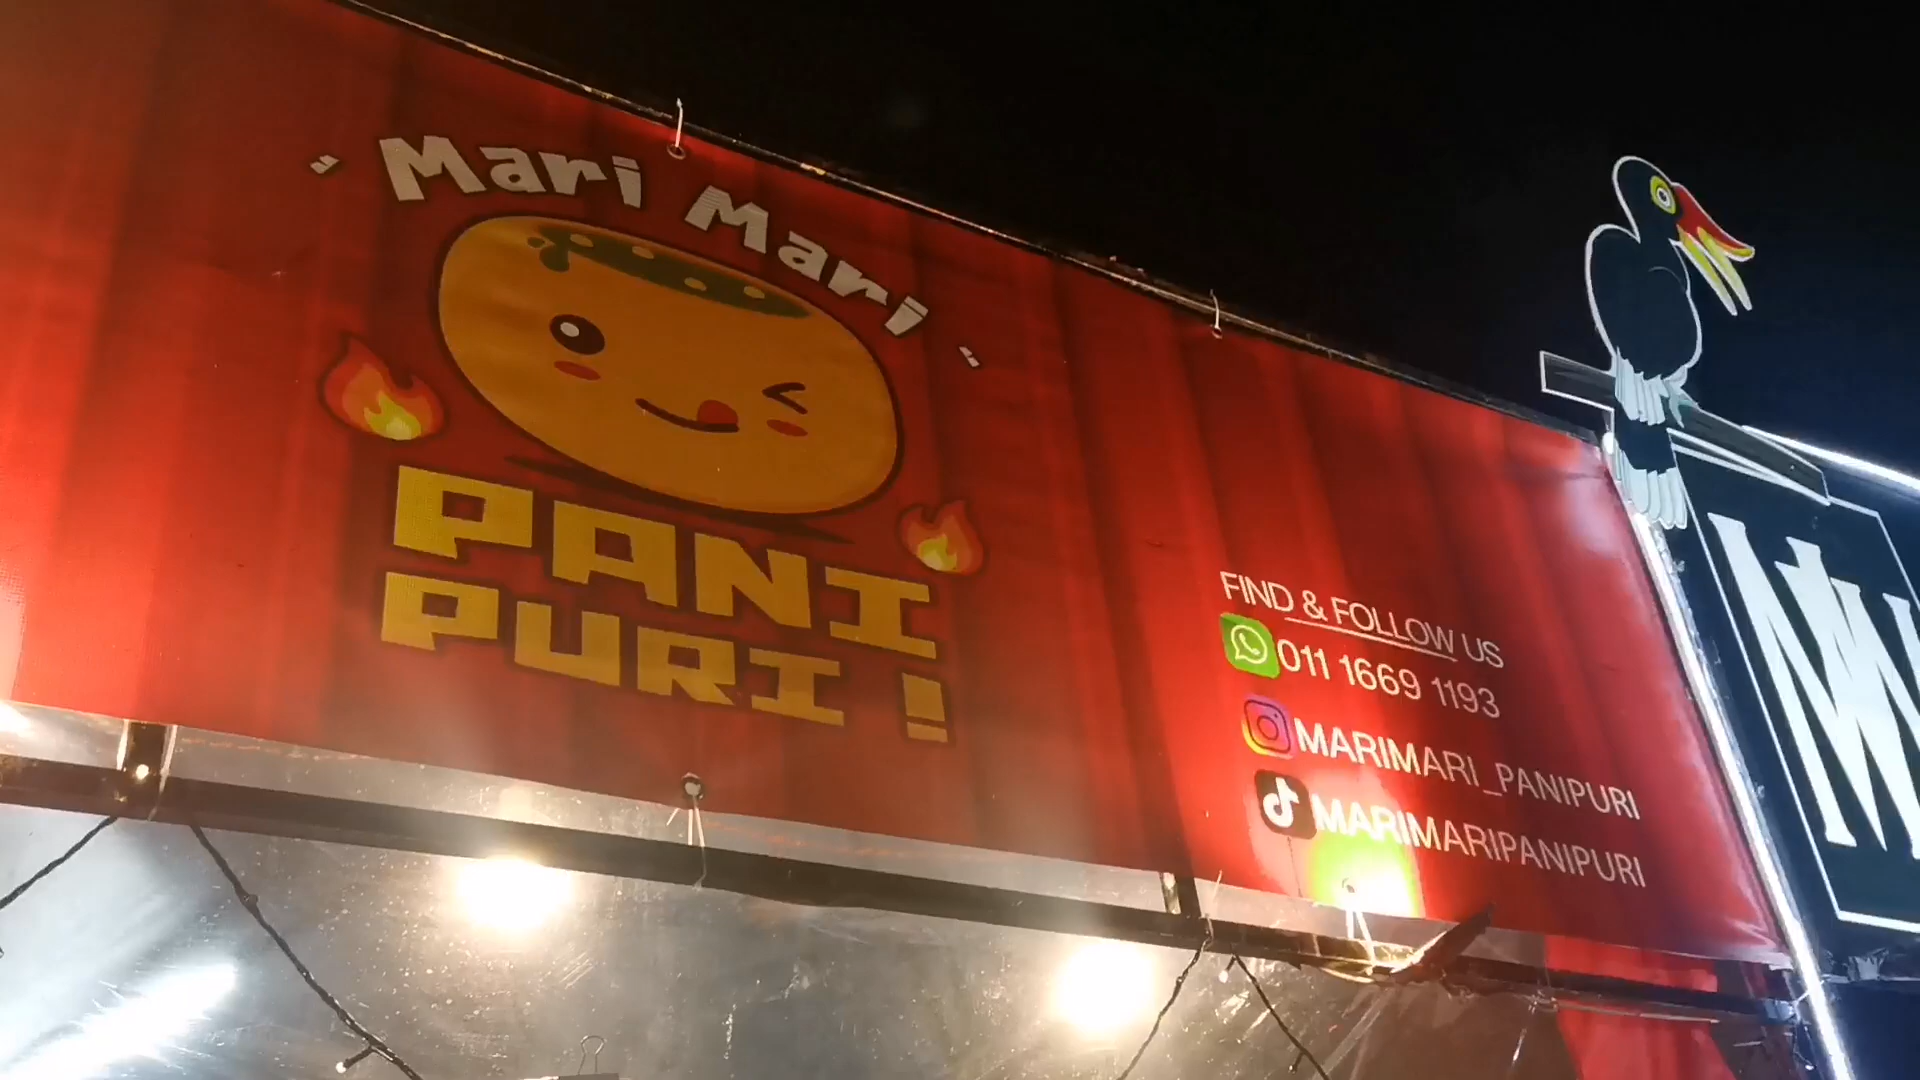 Mari Mari
PANI
PURI !
FIND & FOLLOW US
011 1669 1193
MARIMARI_PANIPURI
MARIMARIPANIPURI